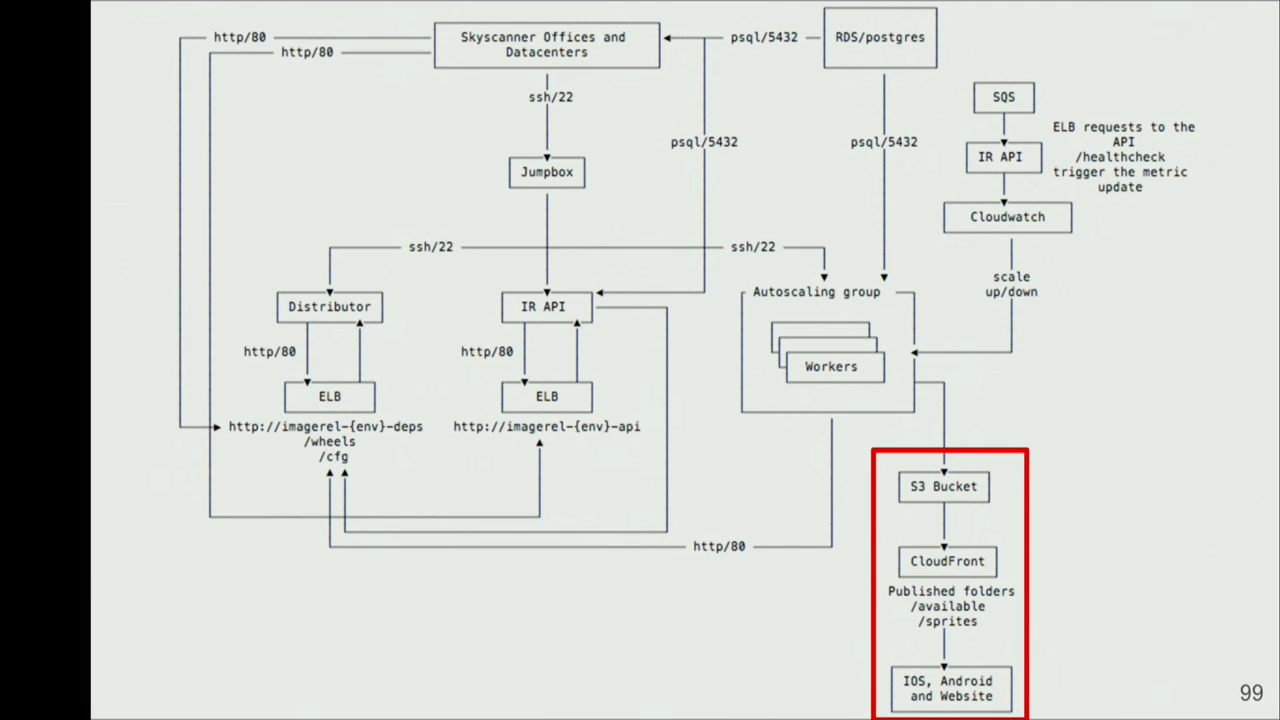 http/80
http/80
Skyscanner Offices and
Datacenters
psql/5432
RDS/postgres
ssh/22
SQS
psql/5432
psql/5432
ELB requests to the
API
/healthcheck
trigger the metric
update
IR API
Jumpbox
Cloudwatch
ssh/22
ssh/22
scale
up/down
Autoscaling group
Distributor
IR API
http/80
http/80
Workers
ELB
ELB
http://imagerel-{env}-deps
/wheels
/cfg
http://imagerel-{env}-api
S3 Bucket
http/80
CloudFront
Published folders
/available
/sprites
IOS, Android
and Website
99